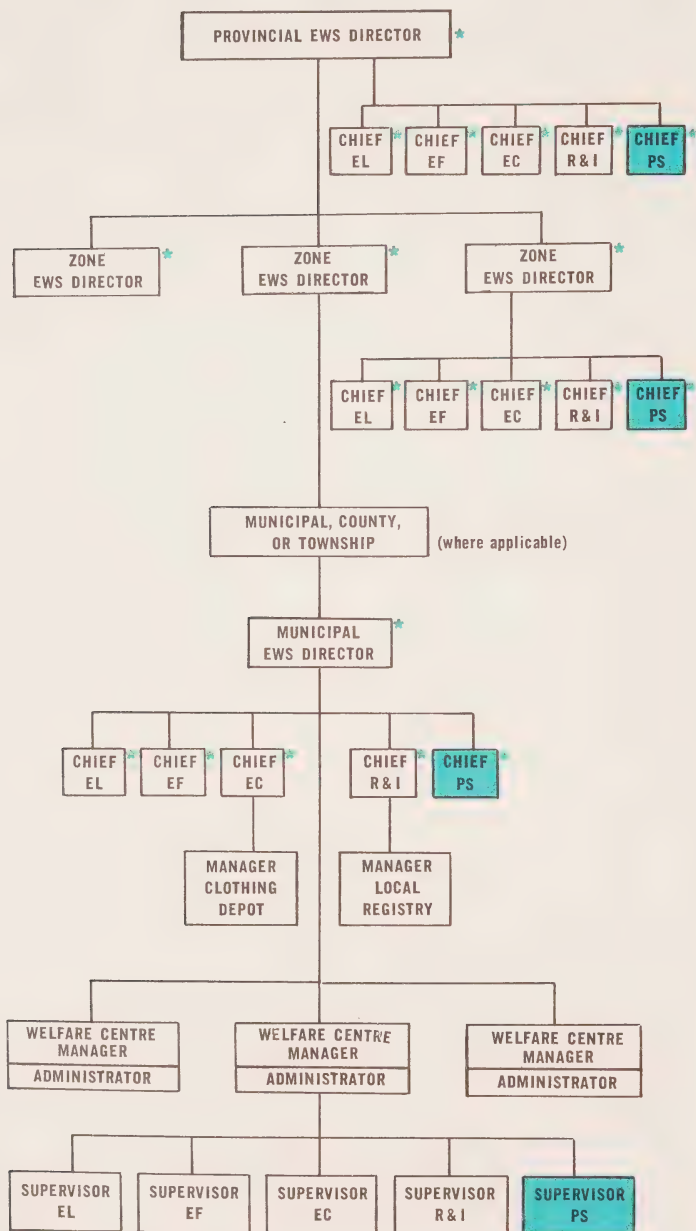 PROVINCIAL EWS DIRECTOR *
CHIEF EL *
CHIEF EF *
CHIEF EC *
CHIEF R & I *
CHIEF PS *
ZONE
EWS DIRECTOR *
ZONE
EWS DIRECTOR *
ZONE
EWS DIRECTOR *
CHIEF EL *
CHIEF EF *
CHIEF EC *
CHIEF R & I *
CHIEF PS *
MUNICIPAL, COUNTY,
OR TOWNSHIP
(where applicable)
MUNICIPAL
EWS DIRECTOR *
CHIEF EL *
CHIEF EF *
CHIEF EC *
CHIEF R & I *
CHIEF PS *
MANAGER
CLOTHING
DEPOT
MANAGER
LOCAL
REGISTRY
WELFARE CENTRE
MANAGER
ADMINISTRATOR
WELFARE CENTRE
MANAGER
ADMINISTRATOR
WELFARE CENTRE
MANAGER
ADMINISTRATOR
SUPERVISOR
EL
SUPERVISOR
EF
SUPERVISOR
EC
SUPERVISOR
R & I
SUPERVISOR
PS